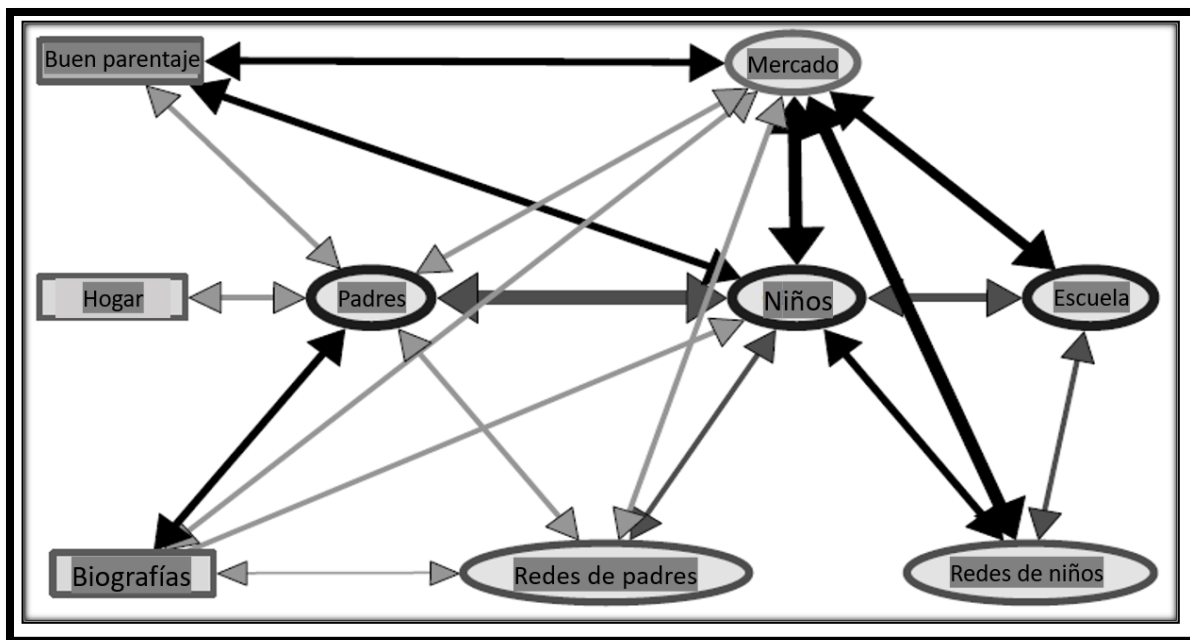 Buen parentaje
Mercado
Hogar
Padres
Niños
Escuela
Biografías
Redes de padres
Redes de niños